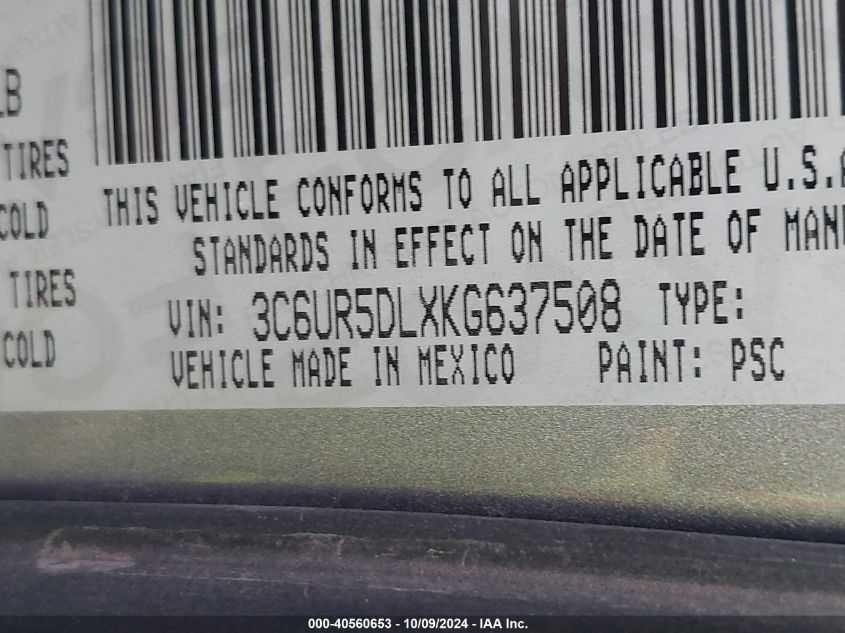 LB
TIRES
COLD
TIRES
COLD
THIS VEHICLE CONFORMS TO ALL APPLICABLE U.S.A
STANDARDS IN EFFECT ON THE DATE OF MANU
VIN: 3C6UR5DLXKG637508 TYPE:
VEHICLE MADE IN MEXICO PAINT: PSC
000-40560653 - 10/09/2024 - IAA Inc.